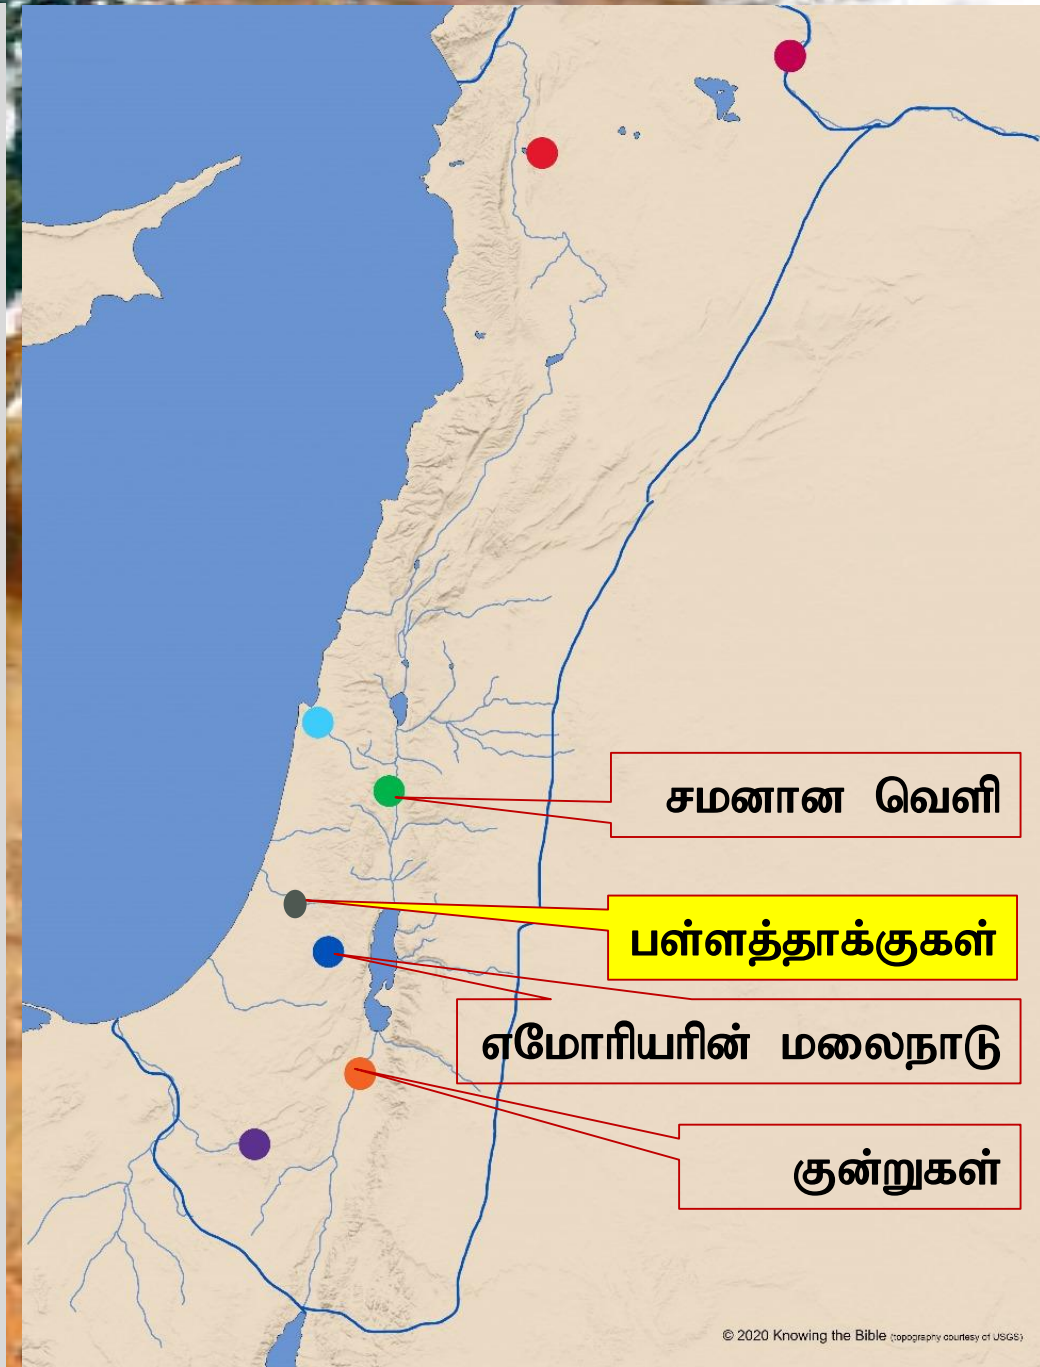 சமனான வெளி
பள்ளத்தாக்குகள்
எமோரியரின் மலைநாடு
குன்றுகள்
© 2020 Knowing the Bible (topography courtesy of USGS)